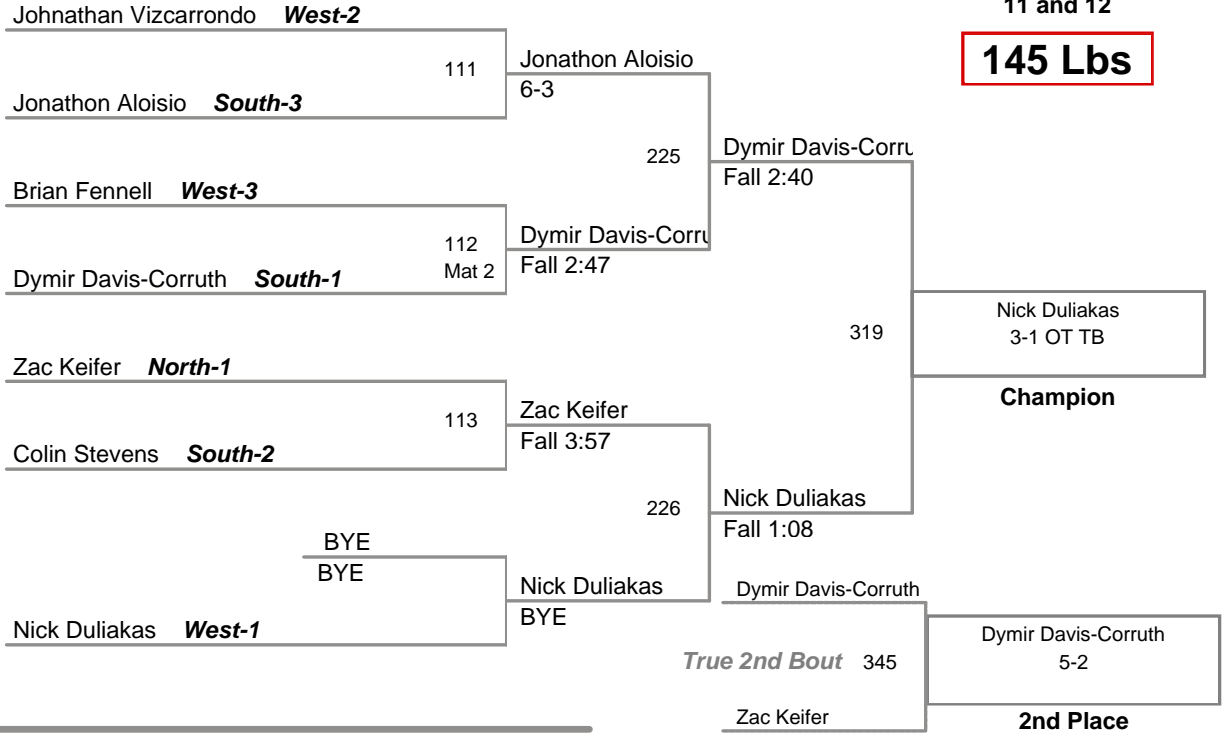 11 and 12
145 Lbs
Johnathan Vizcarrondo West-2
111
Jonathon Aloisio
6-3
Jonathon Aloisio South-3
225
Dymir Davis-Corru
Fall 2:40
Brian Fennell West-3
112
Mat 2
Dymir Davis-Corru
Fall 2:47
Dymir Davis-Corruth South-1
319
Nick Duliakas
3-1 OT TB
Champion
Zac Keifer North-1
113
Zac Keifer
Fall 3:57
Colin Stevens South-2
226
Nick Duliakas
Fall 1:08
BYE
BYE
Nick Duliakas
BYE
Nick Duliakas West-1
Dymir Davis-Corruth
True 2nd Bout 345
Dymir Davis-Corruth
5-2
Zac Keifer
2nd Place